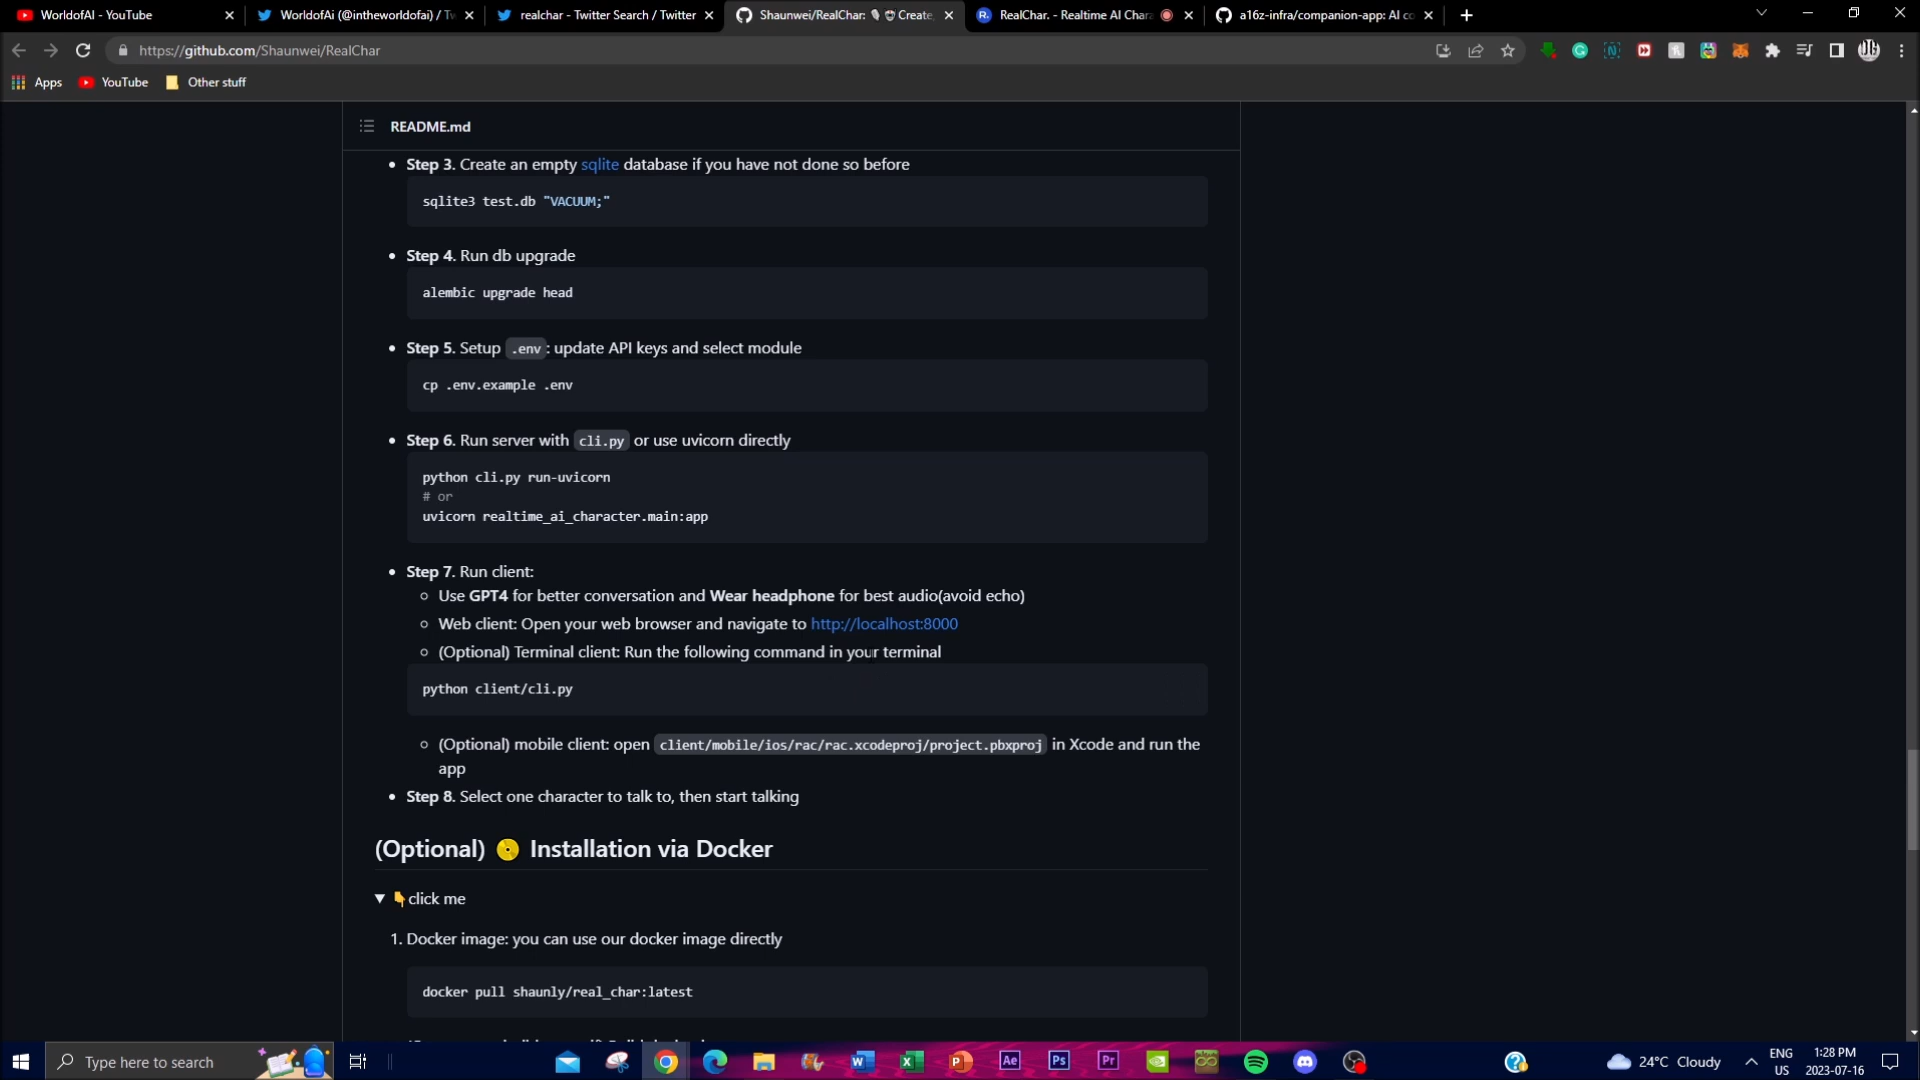 WorldofAI - YouTube
WorldofAi (@intheworldofai) / Tw
realchar - Twitter Search / Twitter
Shaunwei/RealChar: Create,
RealChar. - Realtime AI Chara
a16z-infra/companion-app: AI co
https://github.com/Shaunwei/RealChar
Apps
YouTube
Other stuff
README.md
Step 3. Create an empty sqlite database if you have not done so before
sqlite3 test.db "VACUUM;"
Step 4. Run db upgrade
alembic upgrade head
Step 5. Setup .env: update API keys and select module
cp .env.example .env
Step 6. Run server with cli.py or use uvicorn directly
python cli.py run-uvicorn
# or
uvicorn realtime_ai_character.main:app
Step 7. Run client:
Use GPT4 for better conversation and Wear headphone for best audio(avoid echo)
Web client: Open your web browser and navigate to http://localhost:8000
(Optional) Terminal client: Run the following command in your terminal
python client/cli.py
(Optional) mobile client: open client/mobile/ios/rac/rac.xcodeproj/project.pbxproj in Xcode and run the
app
Step 8. Select one character to talk to, then start talking
(Optional) Installation via Docker
click me
1. Docker image: you can use our docker image directly
docker pull shaunly/real_char:latest
Type here to search
24°C Cloudy
ENG
US
1:28 PM
2023-07-16